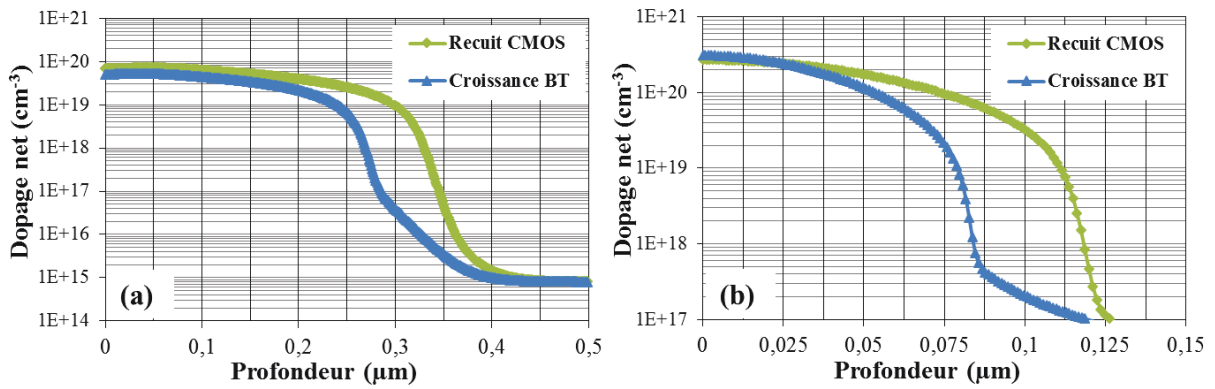 Dopage net (cm-3)
1E+21
1E+20
1E+19
1E+18
1E+17
1E+16
1E+15
1E+14
Recuit CMOS
Croissance BT
(a)
0 0,1 0,2 0,3 0,4 0,5
Profondeur (µm)
Dopage net (cm-3)
1E+21
1E+20
1E+19
1E+18
1E+17
Recuit CMOS
Croissance BT
(b)
0 0,025 0,05 0,075 0,1 0,125 0,15
Profondeur (µm)